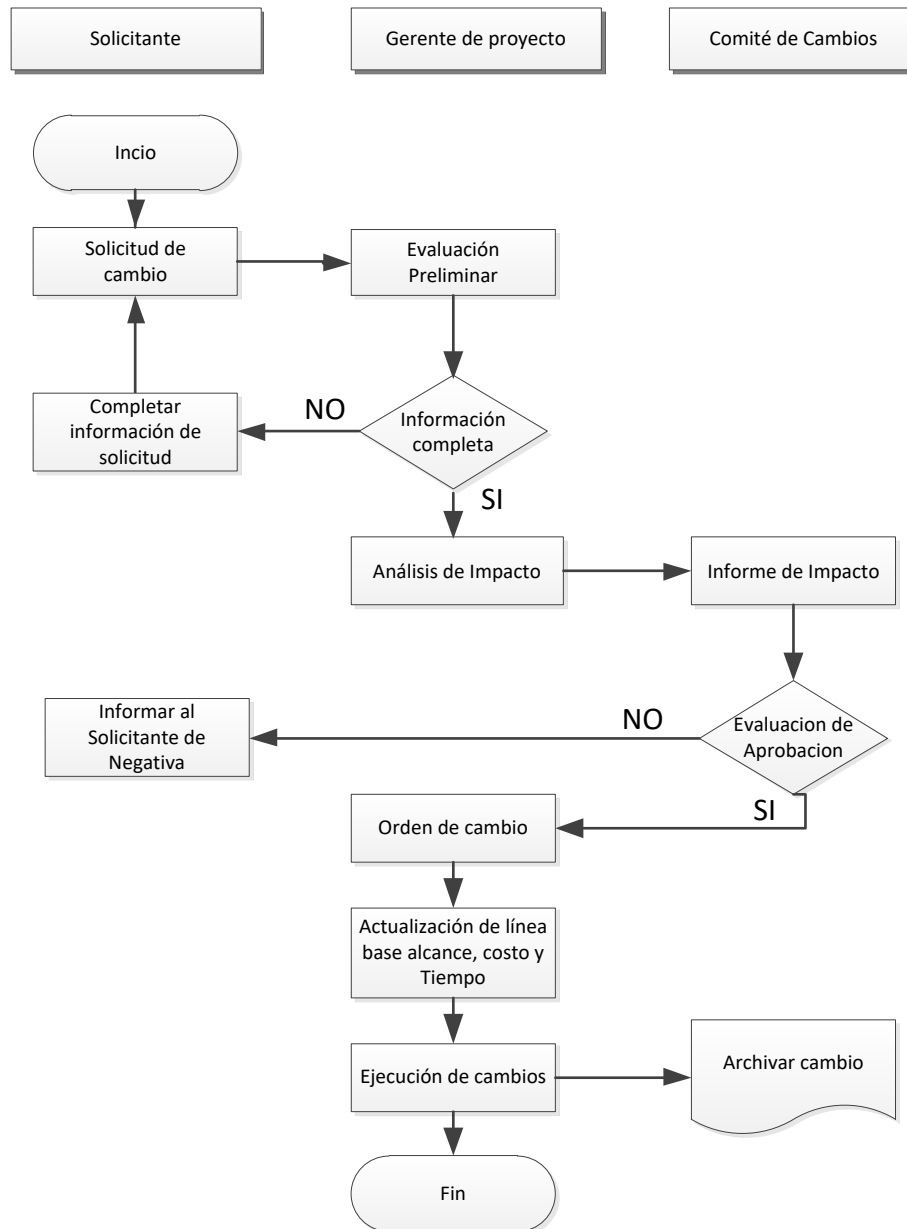 Solicitante
Gerente de proyecto
Comité de Cambios
Incio
Solicitud de
cambio
Evaluación
Preliminar
Completar
información de
solicitud
NO
Información
completa
SI
Análisis de Impacto
Informe de Impacto
Informar al
Solicitante de
Negativa
NO
Evaluacion de
Aprobacion
SI
Orden de cambio
Actualización de línea
base alcance, costo y
Tiempo
Ejecución de cambios
Archivar cambio
Fin